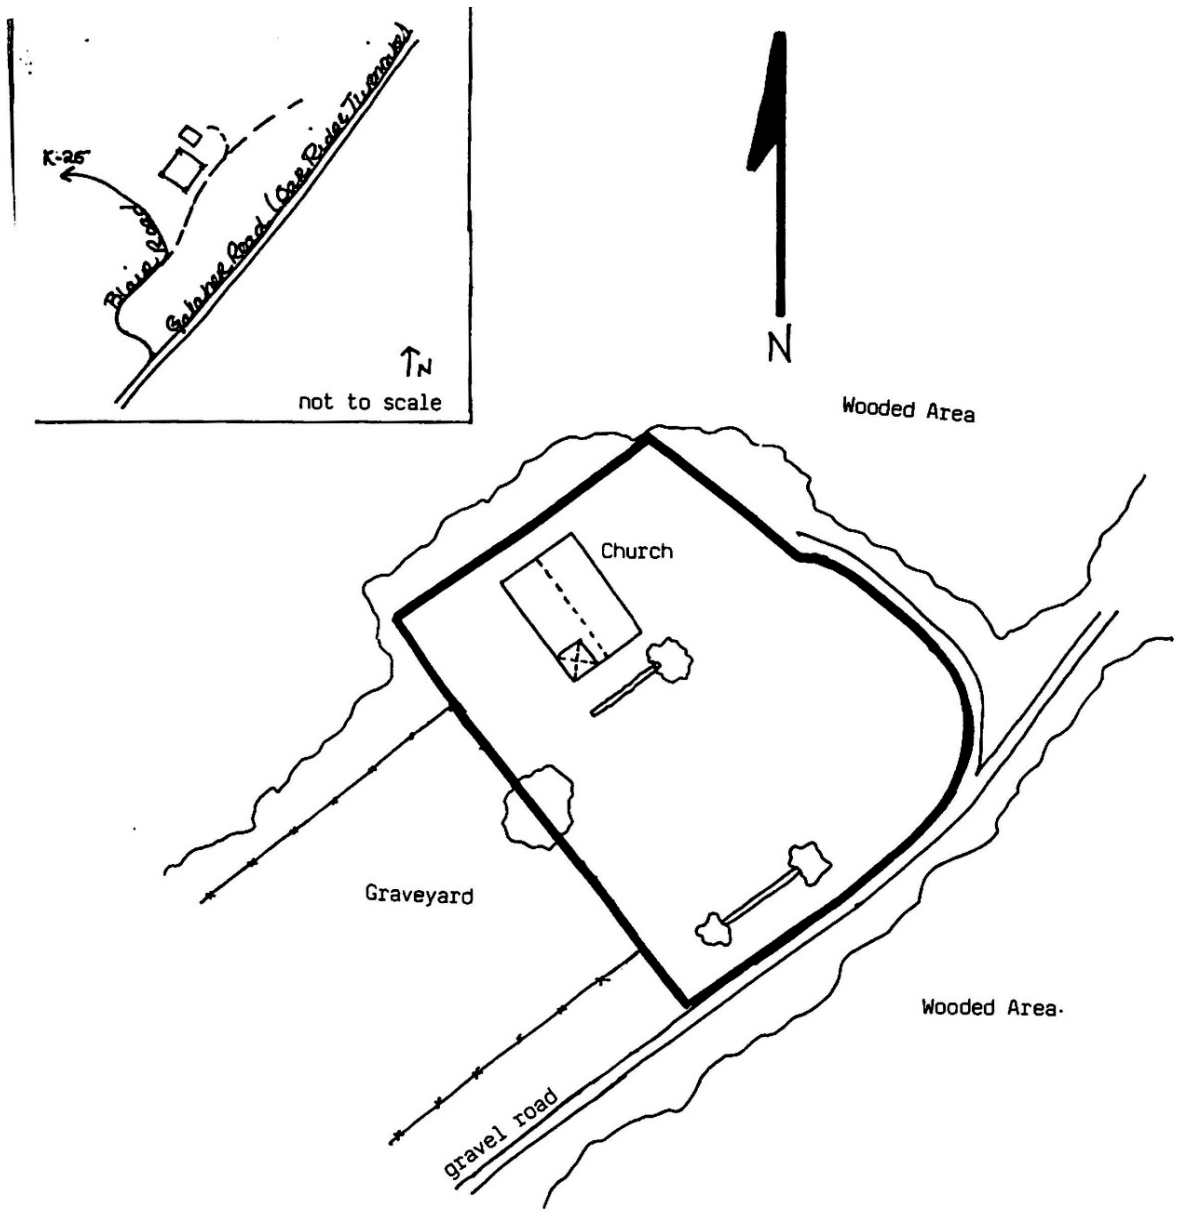 K-25
Blair Road
Gallaher Road (Oak Ridge Turnpike)
N
not to scale
N
Wooded Area
Church
Graveyard
Wooded Area
gravel road